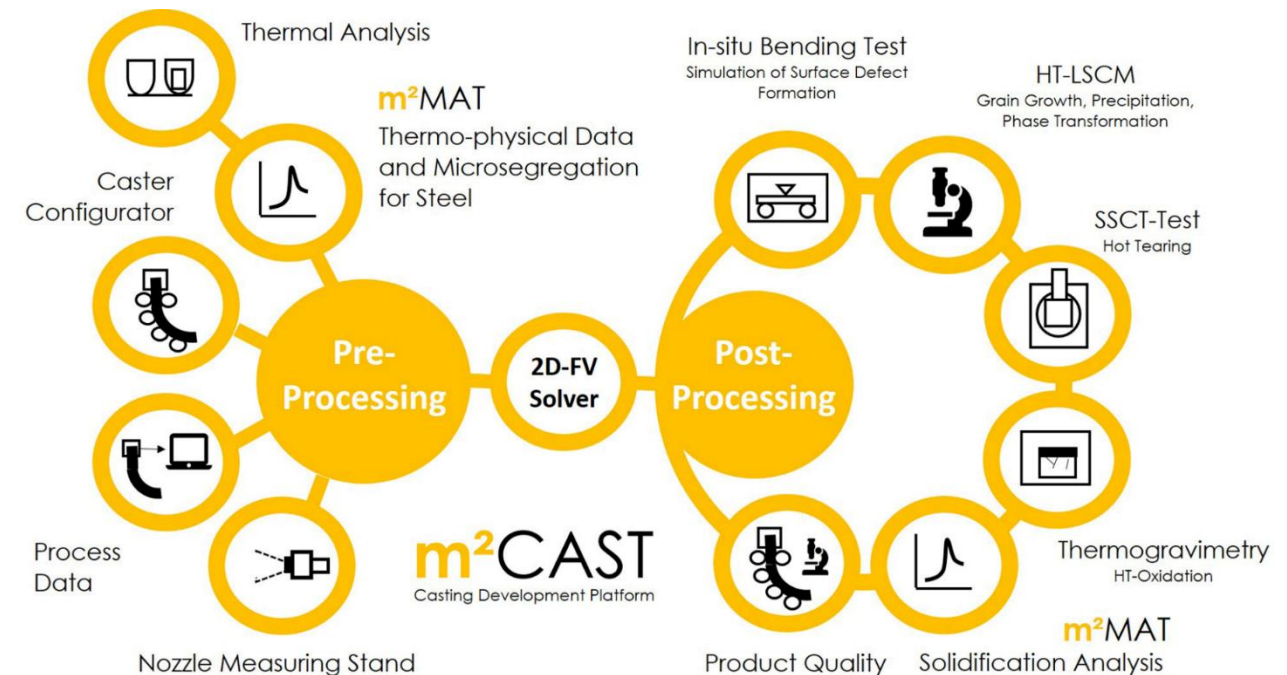 Thermal Analysis
m²MAT
Thermo-physical Data
and Microsegregation
for Steel
Caster
Configurator
Pre-
Processing
Process
Data
Nozzle Measuring Stand
2D-FV
Solver
m²CAST
Casting Development Platform
Post-
Processing
In-situ Bending Test
Simulation of Surface Defect
Formation
HT-LSCM
Grain Growth, Precipitation,
Phase Transformation
SSCT-Test
Hot Tearing
Thermogravimetry
HT-Oxidation
m²MAT
Solidification Analysis
Product Quality